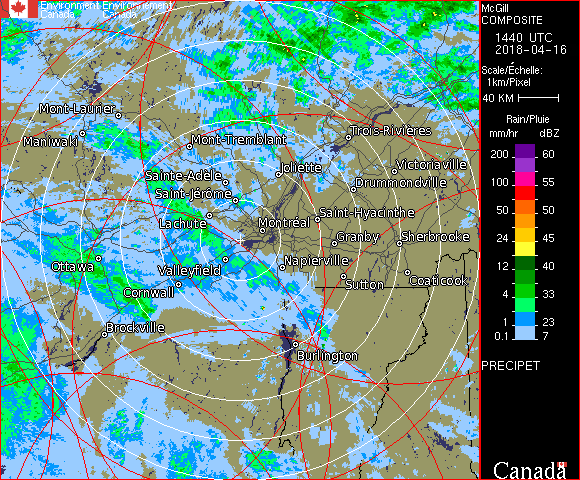 Environment Environnement
Canada Canada
McGill
COMPOSITE
1440 UTC
2018-04-16
Scale/Échelle:
1km/Pixel
40 KM
Rain/Pluie
mm/hr dBZ
200 60
100 55
50 50
24 45
12 40
4 33
1 23
0.1 7
PRECIPET
Canada
Mont-Laurier
Maniwaki
Mont-Tremblant
Trois-Rivières
Sainte-Adèle
Joliette
Victoriaville
Saint-Jérôme
Drummondville
Lachute
Montréal
Saint-Hyacinthe
Granby
Sherbrooke
Ottawa
Valleyfield
Napierville
Cornwall
Sutton
Coaticook
Brockville
Burlington